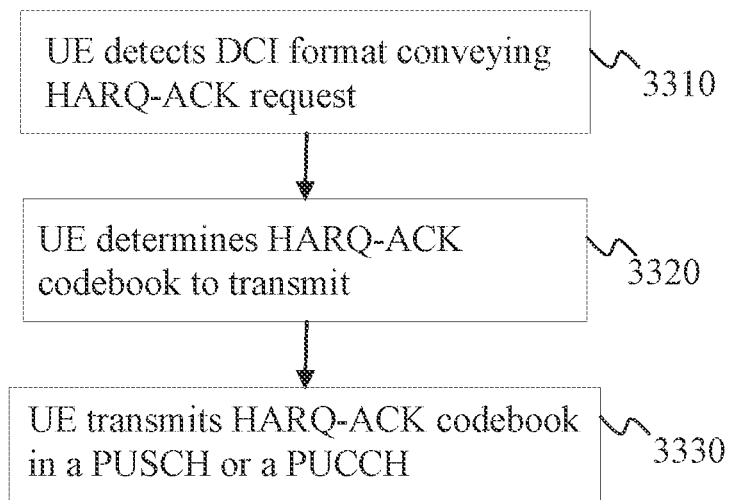 UE detects DCI format conveying
HARQ-ACK request
3310
UE determines HARQ-ACK
codebook to transmit
3320
UE transmits HARQ-ACK codebook
in a PUSCH or a PUCCH
3330